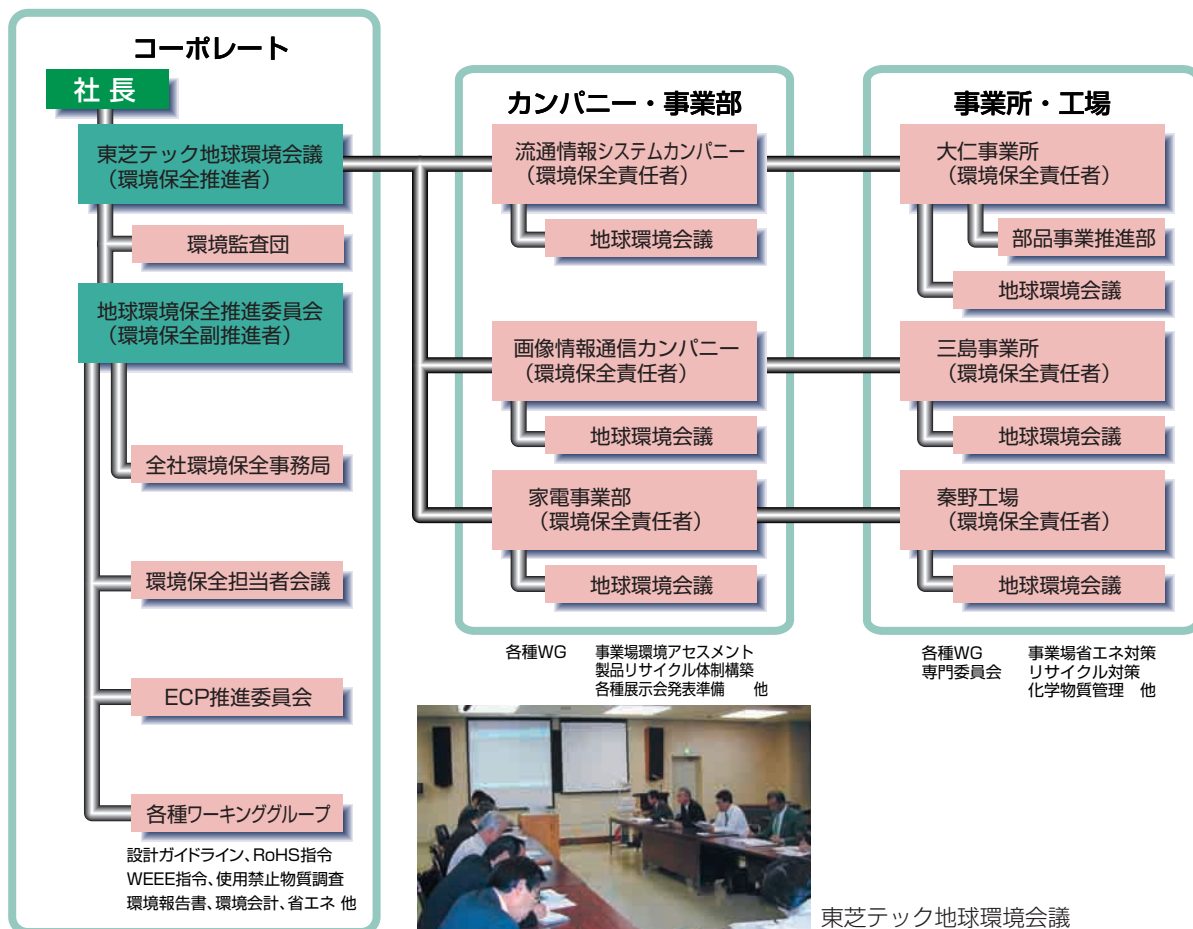 コーポレート
社 長
東芝テック地球環境会議
（環境保全推進者）
環境監査団
地球環境保全推進委員会
（環境保全副推進者）
全社環境保全事務局
環境保全担当者会議
ECP推進委員会
各種ワーキンググループ
設計ガイドライン、RoHS指令
WEEE指令、使用禁止物質調査
環境報告書、環境会計、省エネ 他
カンパニー・事業部
流通情報システムカンパニー
（環境保全責任者）
地球環境会議
画像情報通信カンパニー
（環境保全責任者）
地球環境会議
家電事業部
（環境保全責任者）
地球環境会議
各種WG 事業場環境アセスメント
製品リサイクル体制構築
各種展示会発表準備 他
事業所・工場
大仁事業所
（環境保全責任者）
部品事業推進部
地球環境会議
三島事業所
（環境保全責任者）
地球環境会議
秦野工場
（環境保全責任者）
地球環境会議
各種WG 事業場省エネ対策
専門委員会 リサイクル対策
化学物質管理 他
東芝テック地球環境会議